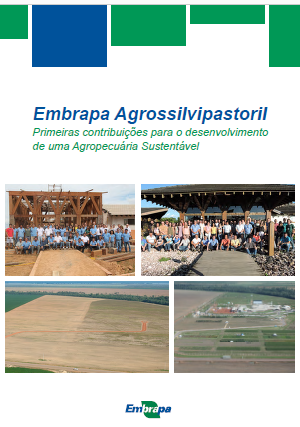 Embrapa Agrossilvipastoril
Primeiras contribuições para o desenvolvimento
de uma Agropecuária Sustentável
Embrapa